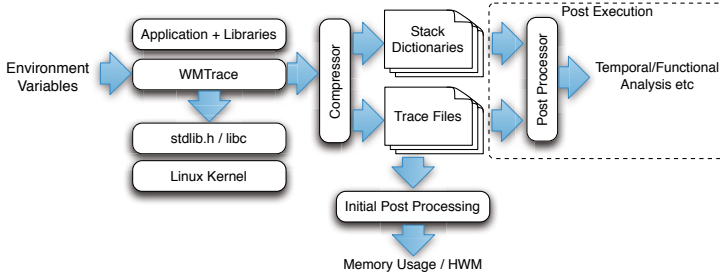 Post Execution
Application + Libraries
Environment
Variables
WMTrace
stdlib.h / libc
Linux Kernel
Compressor
Stack
Dictionaries
Trace Files
Post Processor
Temporal/Functional
Analysis etc
Initial Post Processing
Memory Usage / HWM